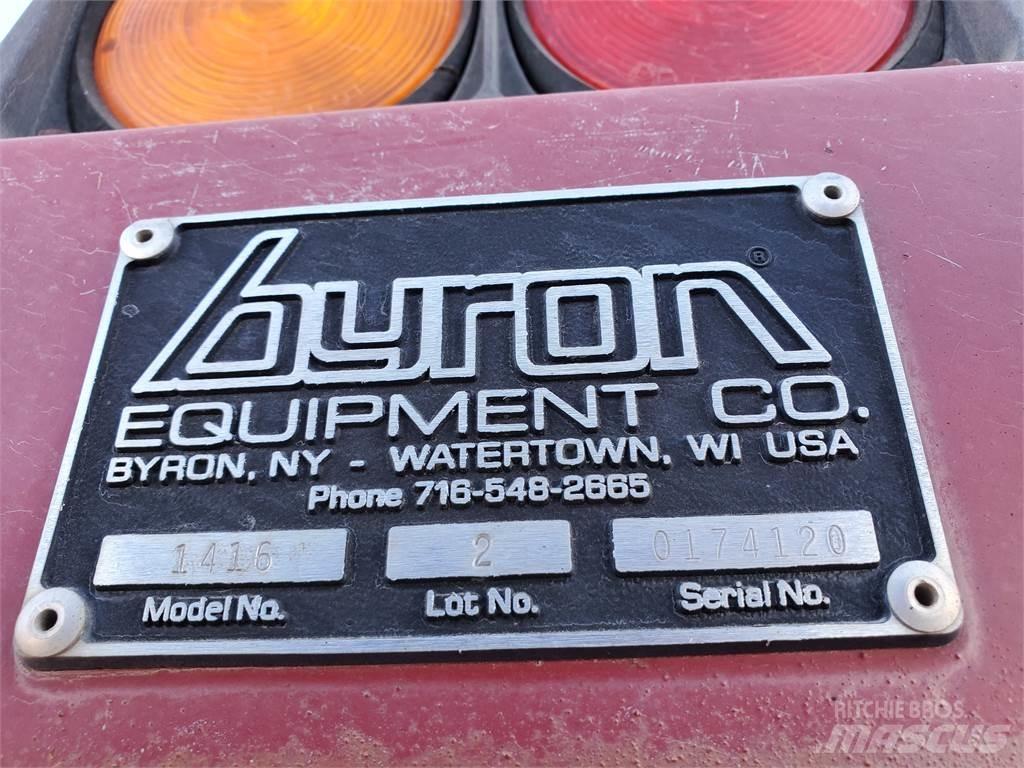 byron ®
EQUIPMENT CO.
BYRON, NY - WATERTOWN, WI USA
Phone 716-548-2665
1416 2 0174120
Model No. Lot No. Serial No.
RITCHIE BROS.
MASCUS